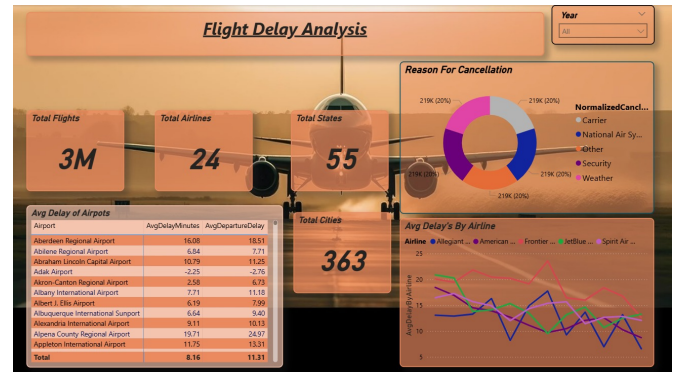 Flight Delay Analysis
Year
All
Reason For Cancellation
219K (20%)
219K (20%)
219K (20%)
219K (20%)
219K (20%)
NormalizedCancl...
Carrier
National Air Sy...
Other
Security
Weather
Total Flights
3M
Total Airlines
24
Total States
55
Avg Delay of Airpots
Airport AvgDelayMinutes AvgDepartureDelay
Aberdeen Regional Airport 16.08 18.51
Abilene Regional Airport 6.84 7.71
Abraham Lincoln Capital Airport 10.79 11.25
Adak Airport -2.25 -2.76
Akron-Canton Regional Airport 2.58 6.73
Albany International Airport 7.71 11.18
Albert J. Ellis Airport 6.19 7.99
Albuquerque International Sunport 6.64 9.40
Alexandria International Airport 9.11 10.13
Alpena County Regional Airport 19.71 24.97
Appleton International Airport 11.75 13.31
Total 8.16 11.31
Total Cities
363
Avg Delay's By Airline
Airline Allegiant ... American ... Frontier ... JetBlue ... Spirit Air ...
AvgDelayByAirline
25
20
15
10
5